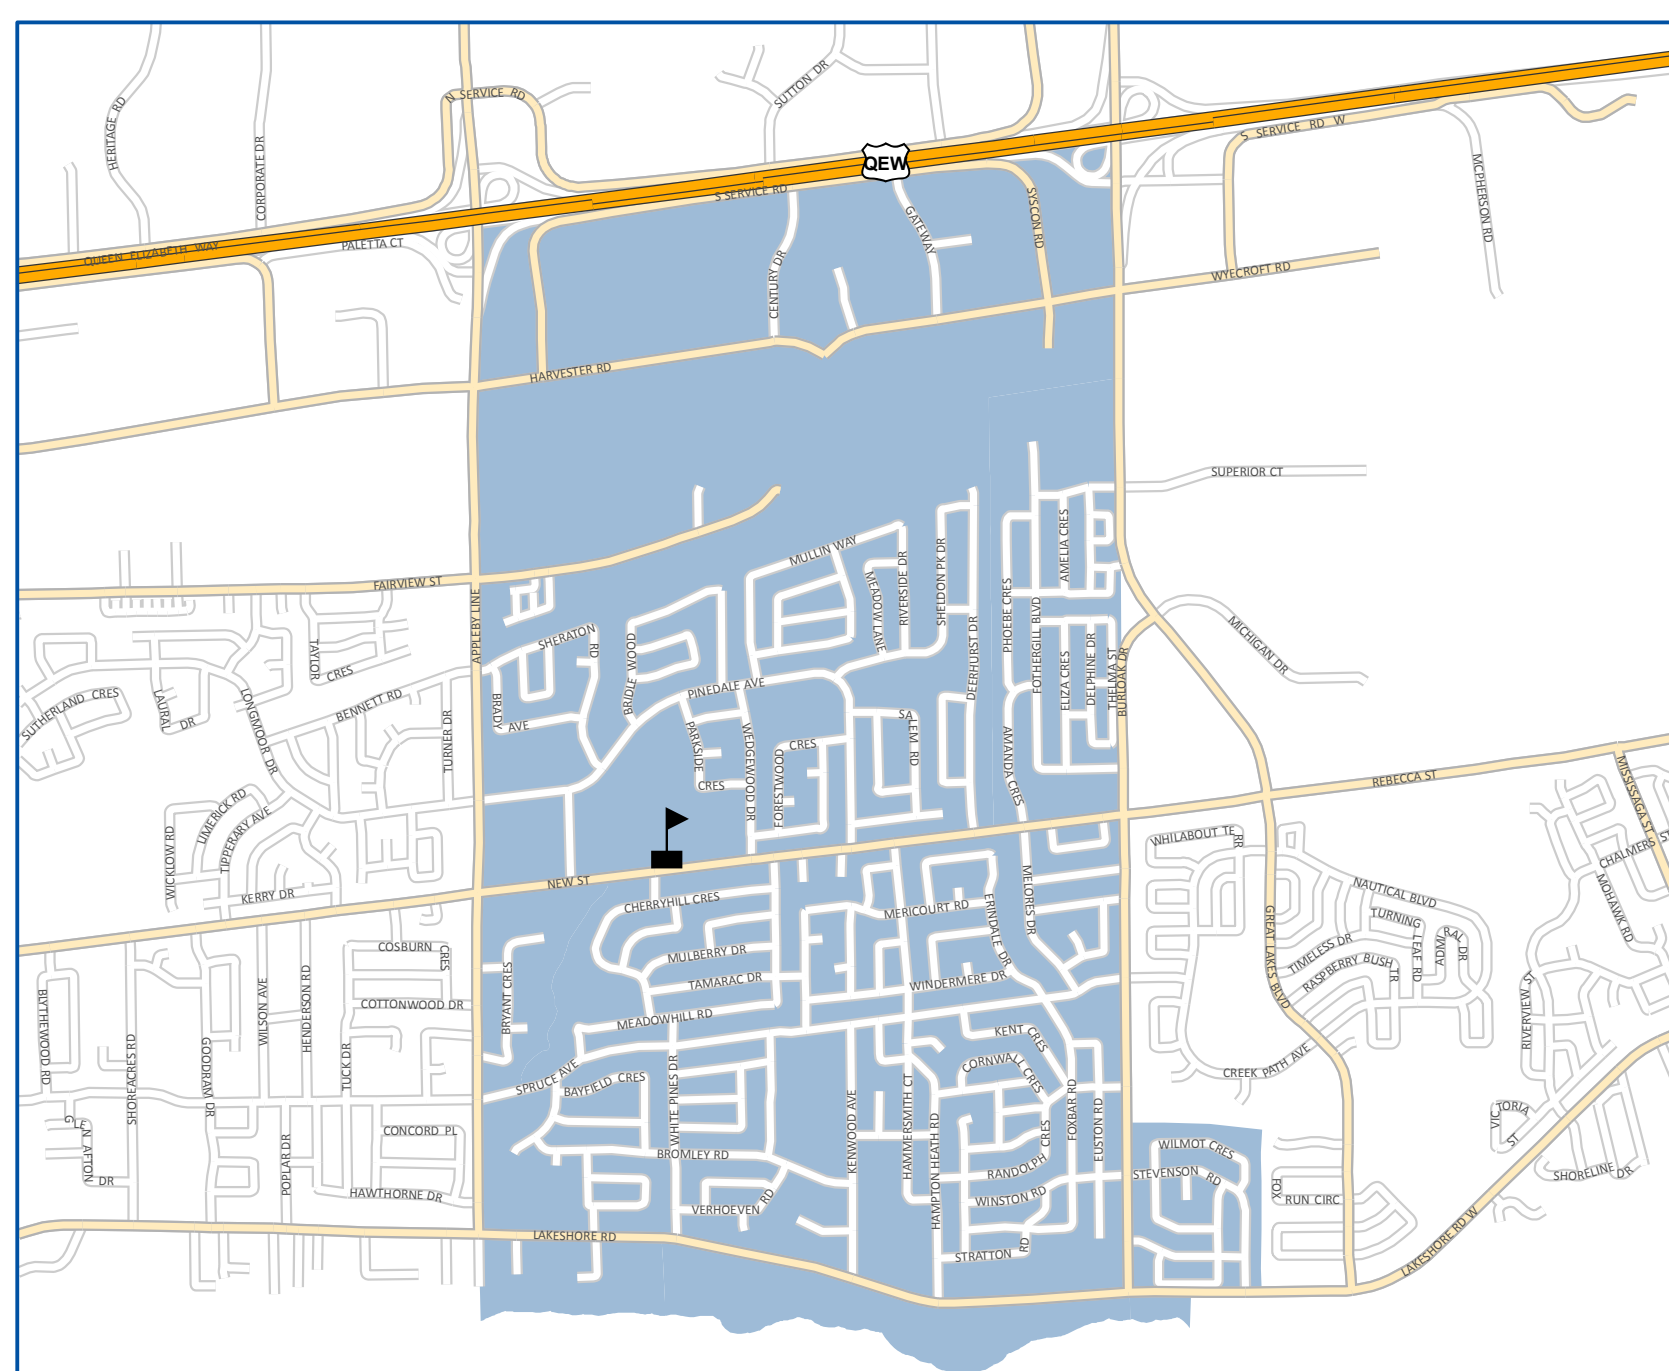 HERITAGE RD
CORPORATE DR
N SERVICE RD
SUTTON DR
QEW
S SERVICE RD W
MCPHERSON RD
QUEEN ELIZABETH WAY
PALETTA CT
S SERVICE RD
CENTURY DR
GATEWAY
SYSCON RD
WYECROFT RD
HARVESTER RD
SUPERIOR CT
FAIRVIEW ST
APPLEBY LINE
MULLIN WAY
MEADOW LANE
RIVERSIDE DR
SHELDON PK DR
DEERHURST DR
PHOEBE CRES
FOTHERGILL BLVD
AMELIA CRES
ELIZA CRES
DELPHINE DR
THELMA ST
BURLOAK DR
MICHIGAN DR
SHERATON RD
BRIDLE WOOD
PINEDALE AVE
BRADY AVE
PARKSIDE CRES
WEDGEWOOD DR
FORESTWOOD CRES
SALEM RD
AMANDA CRES
TAYLOR CRES
SUTHERLAND CRES
LAURAL DR
LONGMOOR DR
BENNETT RD
TURNER DR
LIMERICK RD
TIPPERARY AVE
WICKLOW RD
KERRY DR
NEW ST
REBECCA ST
MISSISSAGA ST
CHALMERS ST
MOHAWK RD
WHILABOUT TERR
NAUTICAL BLVD
TURNING LEAF RD
ADMIRAL DR
TIMELESS DR
RASPBERRY BUSH TR
GREAT LAKES BLVD
CREEK PATH AVE
RIVERVIEW ST
VICTORIA ST
SHORELINE DR
CHERRYHILL CRES
MULBERRY DR
TAMARAC DR
MEADOWHILL RD
MERICOURT RD
ERINDALE DR
MELORES DR
WINDERMERE DR
KENT CRES
CORNWALL CRES
COSBURN CRES
COTTONWOOD DR
BRYANT CRES
BLYTHEWOOD RD
SHOREACRES RD
GOODRAM DR
WILSON AVE
HENDERSON RD
TUCK DR
SPRUCE AVE
BAYFIELD CRES
WHITE PINES DR
KENWOOD AVE
HAMMERSMITH CT
HAMPTON HEATH RD
FOXBAR RD
EUSTON RD
GLEN AFTON DR
POPLAR DR
CONCORD PL
HAWTHORNE DR
BROMLEY RD
VERHOEVEN RD
RANDOLPH CRES
WINSTON RD
STRATTON RD
WILMOT CRES
STEVENSON RD
FOX RUN CIRC
LAKESHORE RD
LAKESHORE RD W